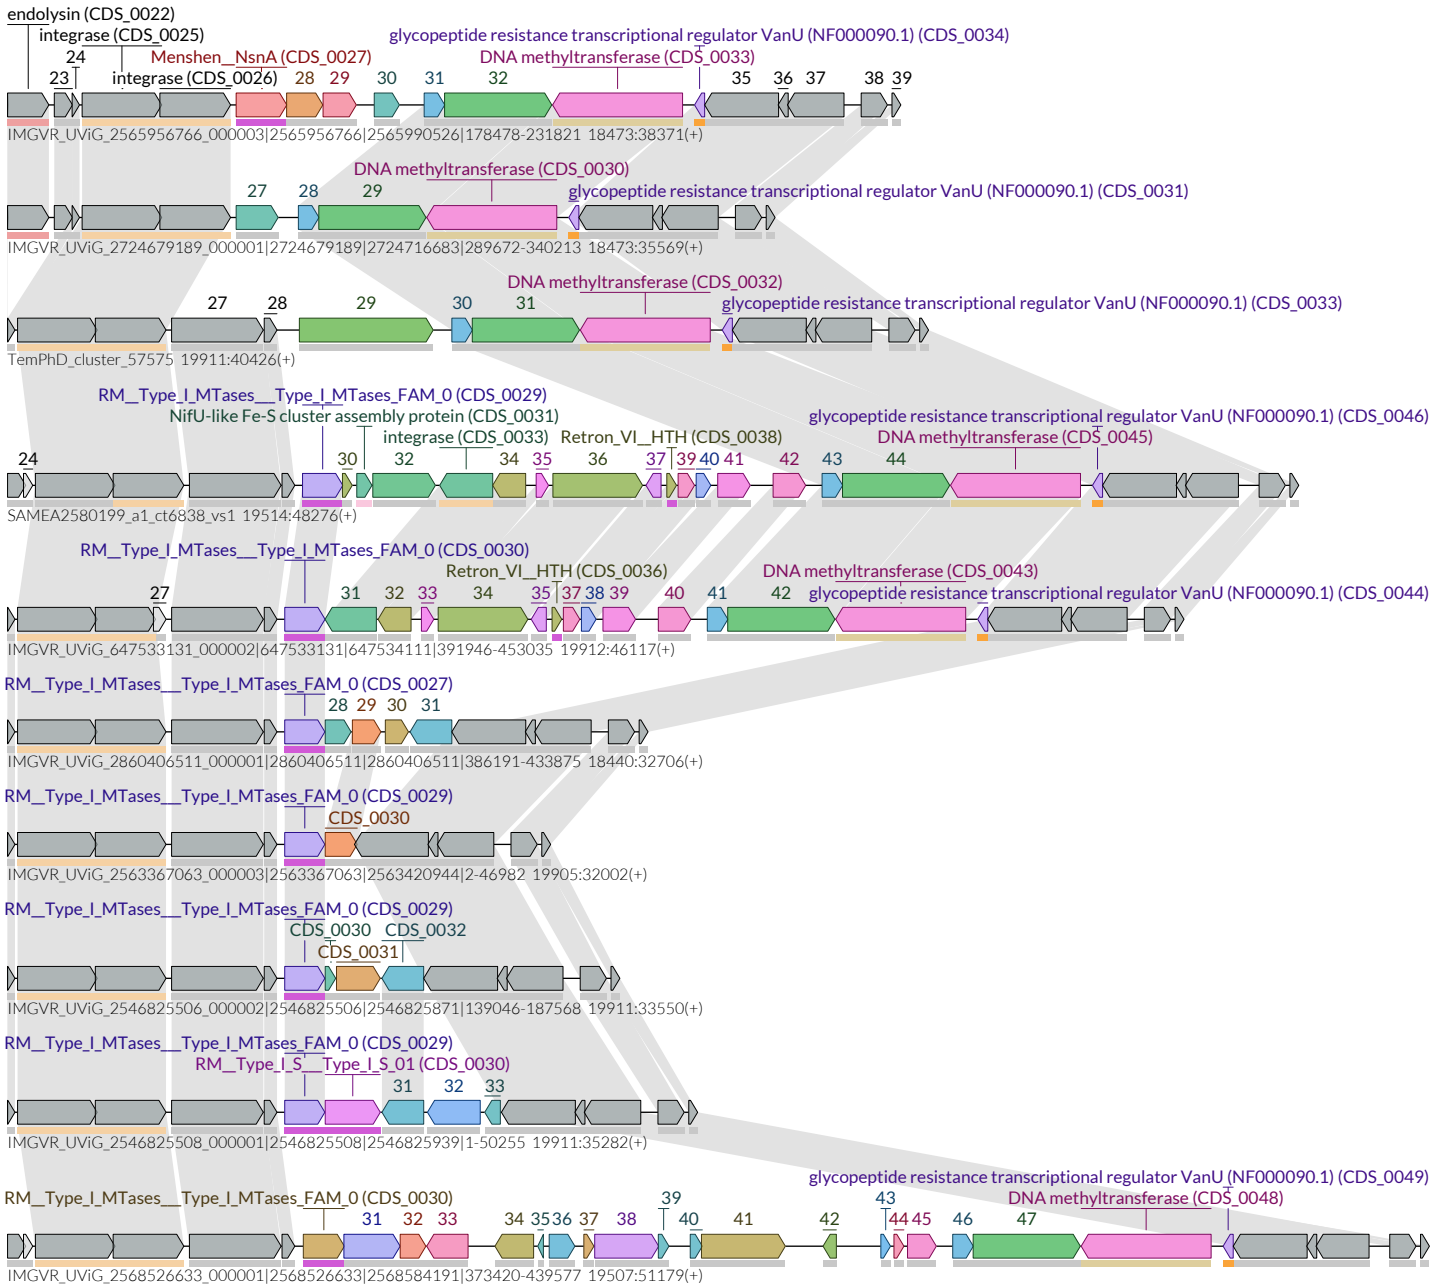 endolysin (CDS_0022)
integrase (CDS_0025)
glycopeptide resistance transcriptional regulator VanU (NF000090.1) (CDS_0034)
24 Menshen__NsnA (CDS_0027) DNA methyltransferase (CDS_0033)
23 integrase (CDS_0026) 28 29 30 31 32 35 36 37 38 39
IMGVR_UViG_2565956766_000003|2565956766|2565990526|178478-231821 18473:38371(+)
DNA methyltransferase (CDS_0030)
27 28 29 glycopeptide resistance transcriptional regulator VanU (NF000090.1) (CDS_0031)
IMGVR_UViG_2724679189_000001|2724679189|2724716683|289672-340213 18473:35569(+)
DNA methyltransferase (CDS_0032)
27 28 29 30 31 glycopeptide resistance transcriptional regulator VanU (NF000090.1) (CDS_0033)
TemPhD_cluster_57575 19911:40426(+)
RM__Type_I_MTases___Type_I_MTases_FAM_0 (CDS_0029)
NifU-like Fe-S cluster assembly protein (CDS_0031) glycopeptide resistance transcriptional regulator VanU (NF000090.1) (CDS_0046)
integrase (CDS_0033) Retron_VI__HTH (CDS_0038) DNA methyltransferase (CDS_0045)
24 30 32 34 35 36 37 39 40 41 42 43 44
SAMEA2580199_a1_ct6838_vs1 19514:48276(+)
RM__Type_I_MTases___Type_I_MTases_FAM_0 (CDS_0030)
Retron_VI__HTH (CDS_0036) DNA methyltransferase (CDS_0043)
27 31 32 33 34 35 37 38 39 40 41 42 glycopeptide resistance transcriptional regulator VanU (NF000090.1) (CDS_0044)
IMGVR_UViG_647533131_000002|647533131|647534111|391946-453035 19912:46117(+)
RM__Type_I_MTases___Type_I_MTases_FAM_0 (CDS_0027)
28 29 30 31
IMGVR_UViG_2860406511_000001|2860406511|2860406511|386191-433875 18440:32706(+)
RM__Type_I_MTases___Type_I_MTases_FAM_0 (CDS_0029)
CDS_0030
IMGVR_UViG_2563367063_000003|2563367063|2563420944|2-46982 19905:32002(+)
RM__Type_I_MTases___Type_I_MTases_FAM_0 (CDS_0029)
CDS_0030 CDS_0032
CDS_0031
IMGVR_UViG_2546825506_000002|2546825506|2546825871|139046-187568 19911:33550(+)
RM__Type_I_MTases___Type_I_MTases_FAM_0 (CDS_0029)
RM__Type_I_S___Type_I_S_01 (CDS_0030)
31 32 33
IMGVR_UViG_2546825508_000001|2546825508|2546825939|1-50255 19911:35282(+)
glycopeptide resistance transcriptional regulator VanU (NF000090.1) (CDS_0049)
RM__Type_I_MTases___Type_I_MTases_FAM_0 (CDS_0030) 39 43 DNA methyltransferase (CDS_0048)
31 32 33 34 35 36 37 38 40 41 42 44 45 46 47
IMGVR_UViG_2568526633_000001|2568526633|2568584191|373420-439577 19507:51179(+)